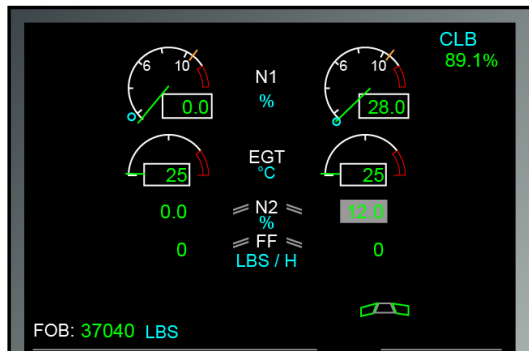 CLB
89.1%
6 10 N1 6 10
0.0 % 28.0
EGT
25 °C 25
0.0 N2 12.0
%
0 FF 0
LBS / H
FOB: 37040 LBS